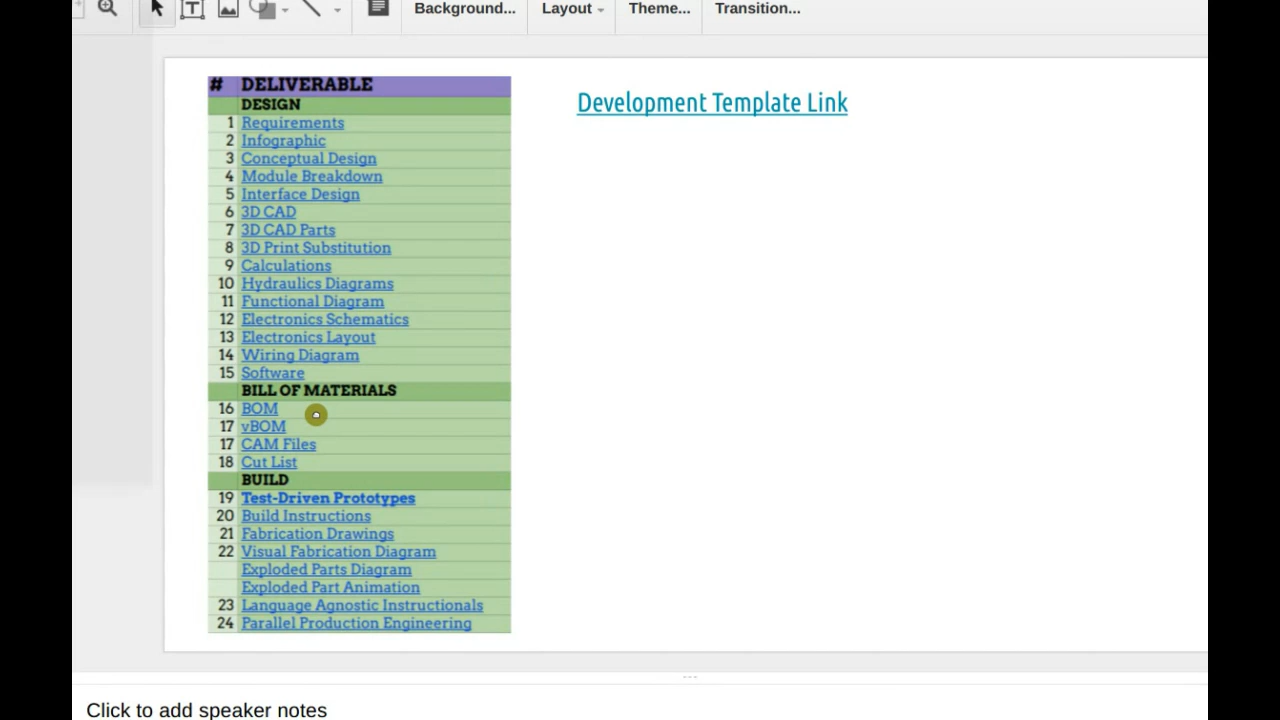 Background... Layout Theme... Transition...
# DELIVERABLE
DESIGN
1 Requirements
2 Infographic
3 Conceptual Design
4 Module Breakdown
5 Interface Design
6 3D CAD
7 3D CAD Parts
8 3D Print Substitution
9 Calculations
10 Hydraulics Diagrams
11 Functional Diagram
12 Electronics Schematics
13 Electronics Layout
14 Wiring Diagram
15 Software
BILL OF MATERIALS
16 BOM
17 vBOM
17 CAM Files
18 Cut List
BUILD
19 Test-Driven Prototypes
20 Build Instructions
21 Fabrication Drawings
22 Visual Fabrication Diagram
Exploded Parts Diagram
Exploded Part Animation
23 Language Agnostic Instructionals
24 Parallel Production Engineering
Development Template Link
Click to add speaker notes